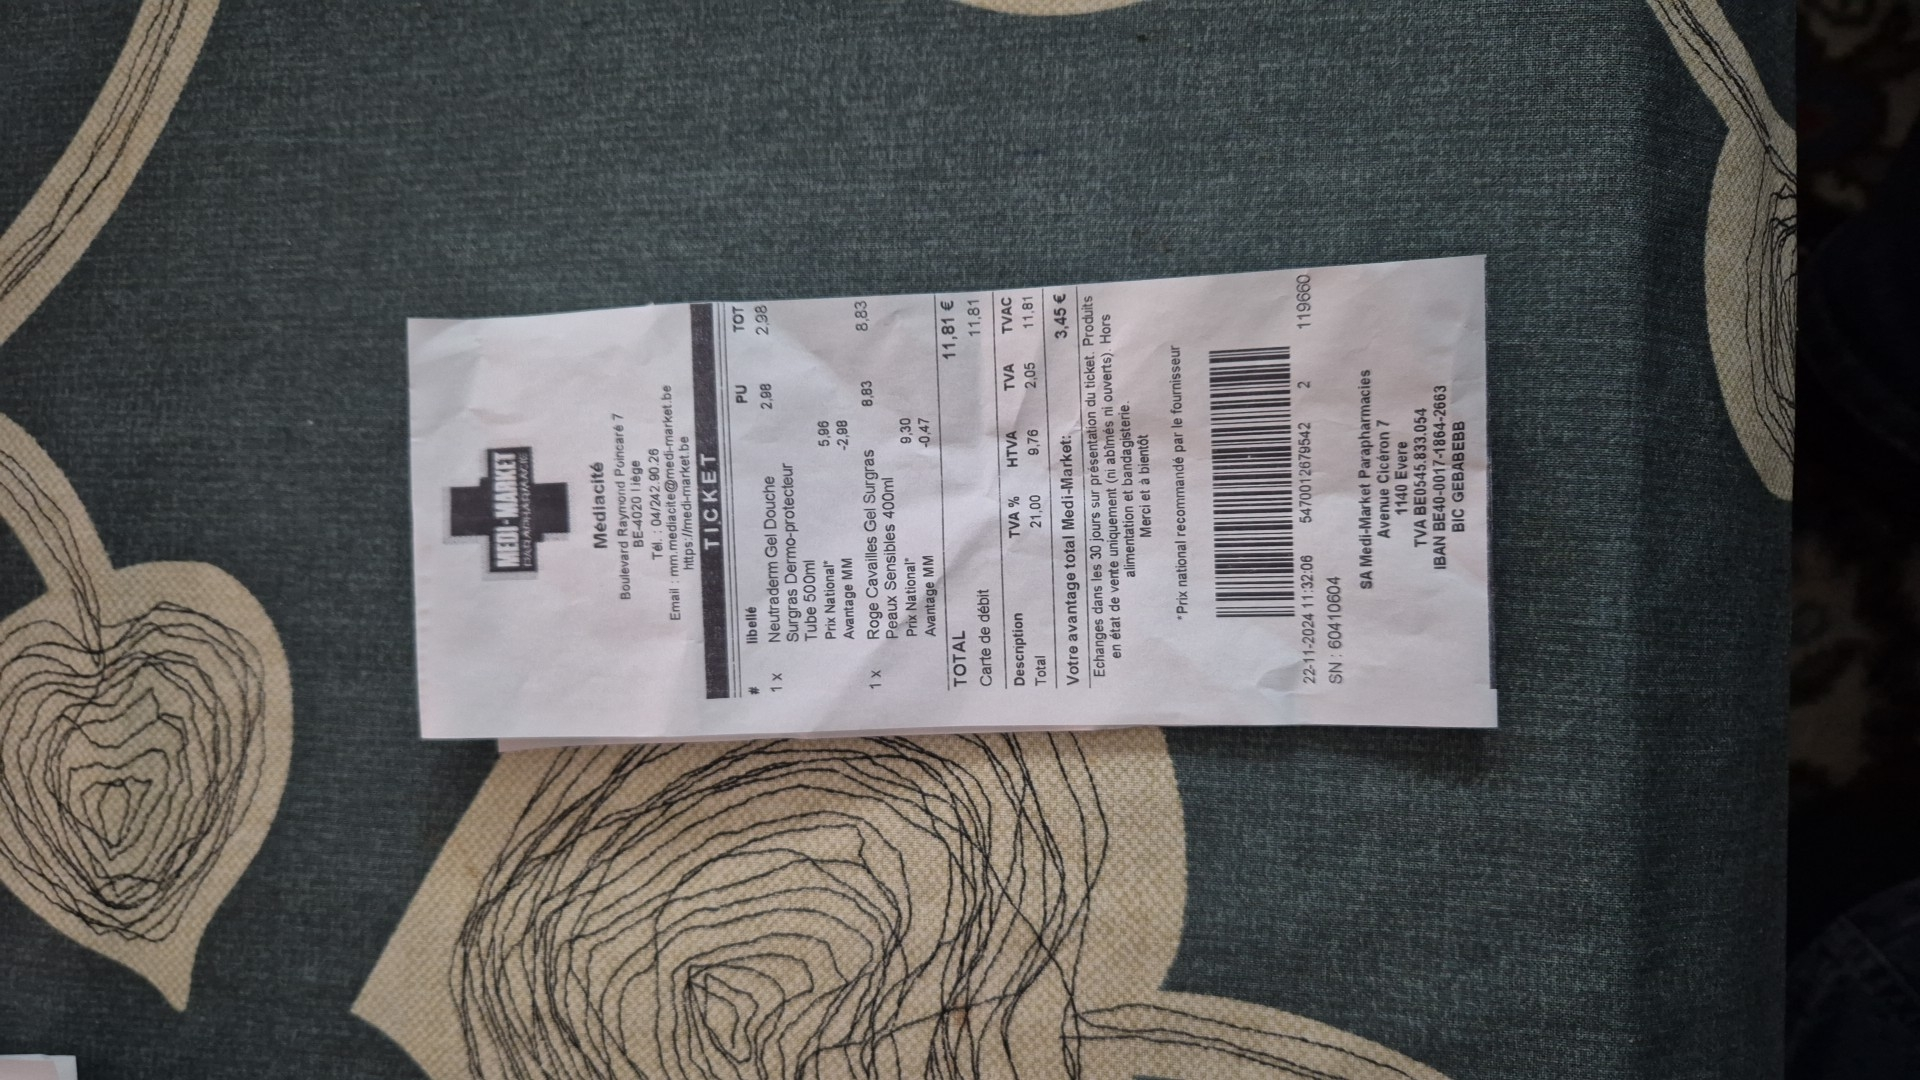 MEDI-MARKET
PARAPHARMACIE
Médiacité
Boulevard Raymond Poincaré 7
BE-4020 Liège
Tél. : 04/242.90.26
Email : mm.mediacite@medi-market.be
https://medi-market.be
TICKET
# libellé PU TOT
1 x Neutraderm Gel Douche 2,98 2,98
Surgras Dermo-protecteur
Tube 500ml
Prix National* 5,96
Avantage MM -2,98
1 x Roge Cavailles Gel Surgras 8,83 8,83
Peaux Sensibles 400ml
Prix National* 9,30
Avantage MM -0,47
TOTAL 11,81 €
Carte de débit 11,81
Description TVA % HTVA TVA TVAC
Total 21,00 9,76 2,05 11,81
Votre avantage total Medi-Market: 3,45 €
Echanges dans les 30 jours sur présentation du ticket. Produits
en état de vente uniquement (ni abîmés ni ouverts). Hors
alimentation et bandagisterie.
Merci et à bientôt
*Prix national recommandé par le fournisseur
22-11-2024 11:32:06 5470012679542 2 119660
SN : 60410604
SA Medi-Market Parapharmacies
Avenue Cicéron 7
1140 Evere
TVA BE0545.833.054
IBAN BE40-0017-1864-2663
BIC GEBABEBB